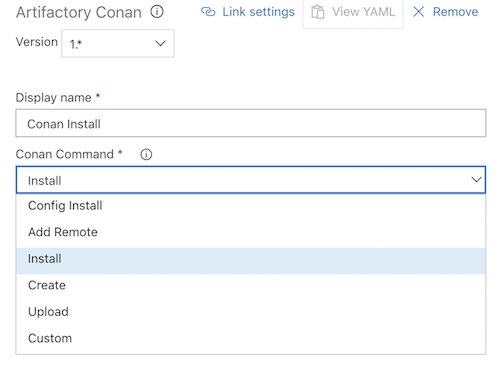 Artifactory Conan Link settings View YAML Remove
Version 1.*
Display name *
Conan Install
Conan Command *
Install
Config Install
Add Remote
Install
Create
Upload
Custom